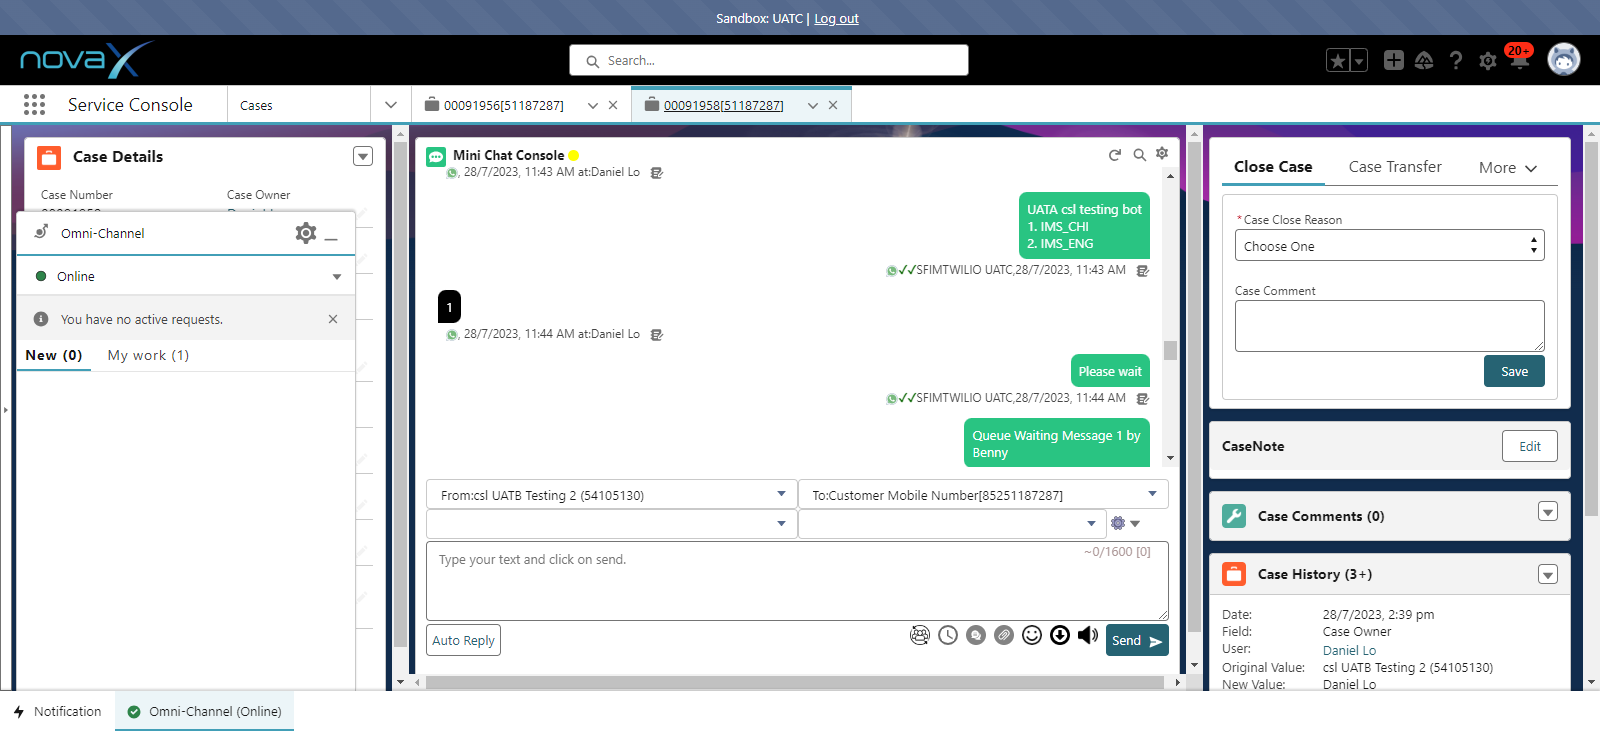 Sandbox: UATC | Log out
novaX
Search...
20+
Service Console
Cases
00091956[51187287]
00091958[51187287]
Case Details
Case Number
Case Owner
Omni-Channel
Online
You have no active requests.
New (0)
My work (1)
Mini Chat Console
, 28/7/2023, 11:43 AM at:Daniel Lo
UATA csl testing bot
1. IMS_CHI
2. IMS_ENG
✓✓SFIMTWILIO UATC,28/7/2023, 11:43 AM
1
, 28/7/2023, 11:44 AM at:Daniel Lo
Please wait
✓✓SFIMTWILIO UATC,28/7/2023, 11:44 AM
Queue Waiting Message 1 by
Benny
From:csl UATB Testing 2 (54105130)
To:Customer Mobile Number[85251187287]
Type your text and click on send.
~0/1600 [0]
Auto Reply
Send
Close Case
Case Transfer
More
*Case Close Reason
Choose One
Case Comment
Save
CaseNote
Edit
Case Comments (0)
Case History (3+)
Date: 28/7/2023, 2:39 pm
Field: Case Owner
User: Daniel Lo
Original Value: csl UATB Testing 2 (54105130)
New Value: Daniel Lo
Notification
Omni-Channel (Online)